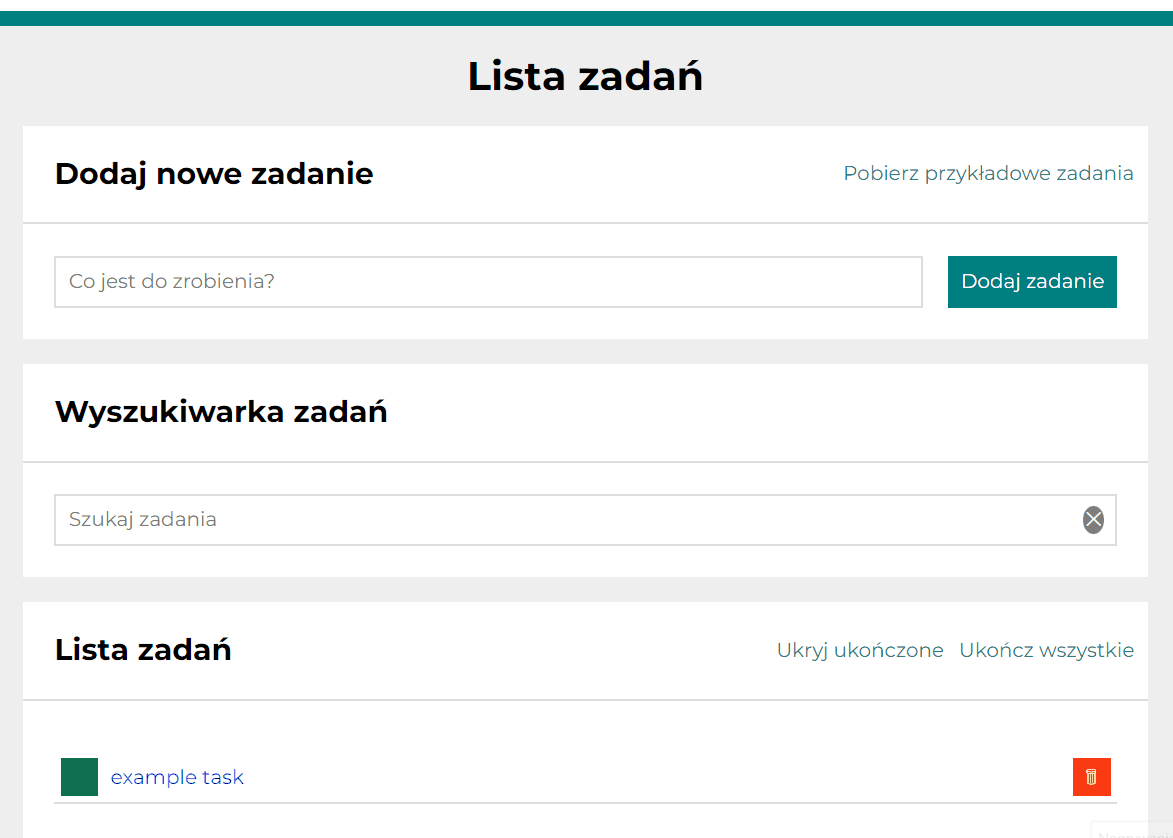 Lista zadań
Dodaj nowe zadanie
Pobierz przykładowe zadania
Co jest do zrobienia?
Dodaj zadanie
Wyszukiwarka zadań
Szukaj zadania
Lista zadań
Ukryj ukończone
Ukończ wszystkie
example task